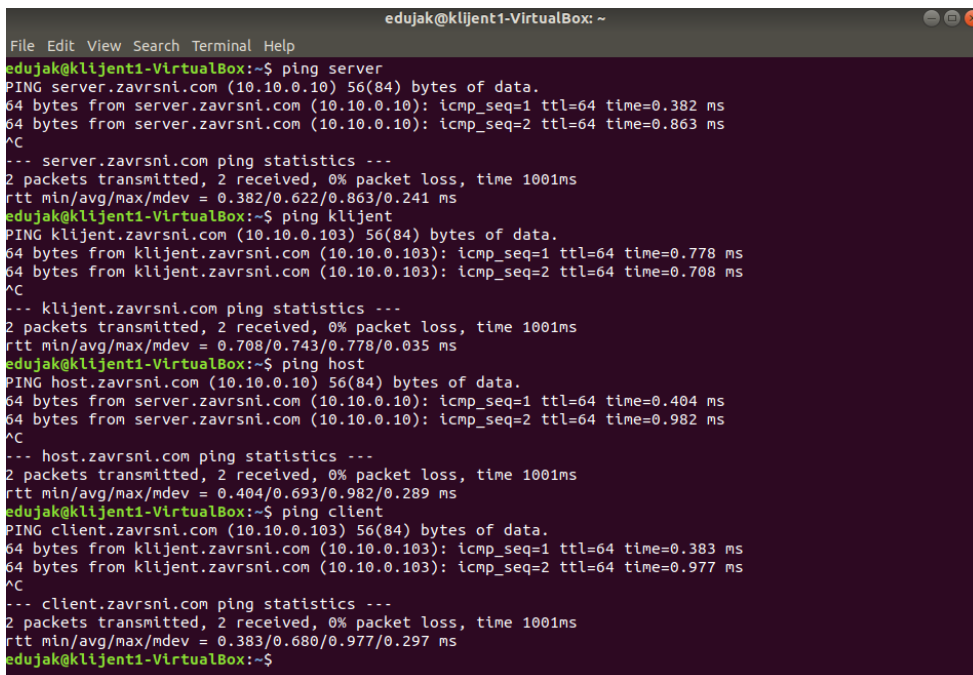 edujak@klijent1-VirtualBox: ~
File Edit View Search Terminal Help
edujak@klijent1-VirtualBox:~$ ping server
PING server.zavrsni.com (10.10.0.10) 56(84) bytes of data.
64 bytes from server.zavrsni.com (10.10.0.10): icmp_seq=1 ttl=64 time=0.382 ms
64 bytes from server.zavrsni.com (10.10.0.10): icmp_seq=2 ttl=64 time=0.863 ms
^C
--- server.zavrsni.com ping statistics ---
2 packets transmitted, 2 received, 0% packet loss, time 1001ms
rtt min/avg/max/mdev = 0.382/0.622/0.863/0.241 ms
edujak@klijent1-VirtualBox:~$ ping klijent
PING klijent.zavrsni.com (10.10.0.103) 56(84) bytes of data.
64 bytes from klijent.zavrsni.com (10.10.0.103): icmp_seq=1 ttl=64 time=0.778 ms
64 bytes from klijent.zavrsni.com (10.10.0.103): icmp_seq=2 ttl=64 time=0.708 ms
^C
--- klijent.zavrsni.com ping statistics ---
2 packets transmitted, 2 received, 0% packet loss, time 1001ms
rtt min/avg/max/mdev = 0.708/0.743/0.778/0.035 ms
edujak@klijent1-VirtualBox:~$ ping host
PING host.zavrsni.com (10.10.0.10) 56(84) bytes of data.
64 bytes from server.zavrsni.com (10.10.0.10): icmp_seq=1 ttl=64 time=0.404 ms
64 bytes from server.zavrsni.com (10.10.0.10): icmp_seq=2 ttl=64 time=0.982 ms
^C
--- host.zavrsni.com ping statistics ---
2 packets transmitted, 2 received, 0% packet loss, time 1001ms
rtt min/avg/max/mdev = 0.404/0.693/0.982/0.289 ms
edujak@klijent1-VirtualBox:~$ ping client
PING client.zavrsni.com (10.10.0.103) 56(84) bytes of data.
64 bytes from klijent.zavrsni.com (10.10.0.103): icmp_seq=1 ttl=64 time=0.383 ms
64 bytes from klijent.zavrsni.com (10.10.0.103): icmp_seq=2 ttl=64 time=0.977 ms
^C
--- client.zavrsni.com ping statistics ---
2 packets transmitted, 2 received, 0% packet loss, time 1001ms
rtt min/avg/max/mdev = 0.383/0.680/0.977/0.297 ms
edujak@klijent1-VirtualBox:~$